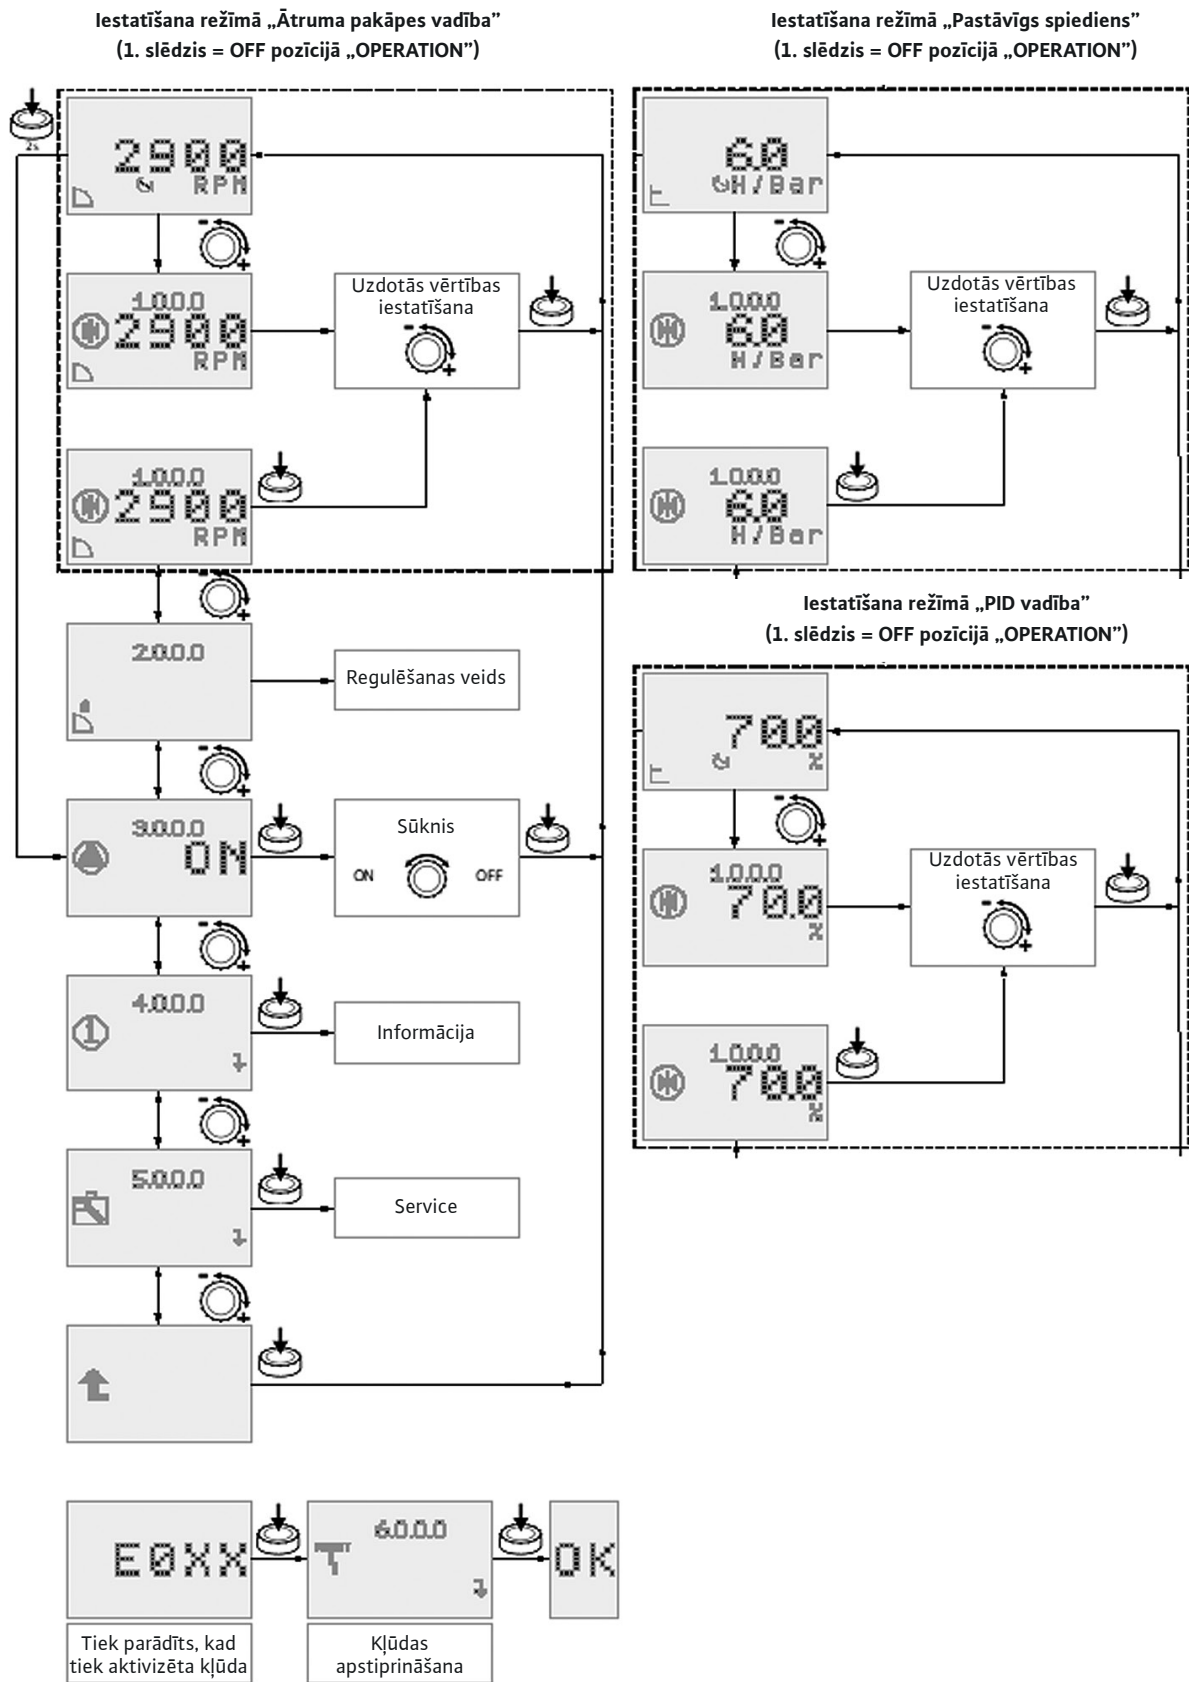 Iestatīšana režīmā „Ātruma pakāpes vadība”
(1. slēdzis = OFF pozīcijā „OPERATION”)
2s
2900
RPM
- +
1.0.0.0
2900
RPM
Uzdotās vērtības
iestatīšana
- +
1.0.0.0
2900
RPM
- +
2.0.0.0
Regulēšanas veids
- +
3.0.0.0
ON
Sūknis
ON OFF
- +
4.0.0.0
1
Informācija
- +
5.0.0.0
Service
- +
E0XX
6.0.0.0
OK
Tiek parādīts, kad
tiek aktivizēta kļūda
Kļūdas
apstiprināšana
Iestatīšana režīmā „Pastāvīgs spiediens”
(1. slēdzis = OFF pozīcijā „OPERATION”)
6.0
H/Bar
- +
1.0.0.0
6.0
H/Bar
Uzdotās vērtības
iestatīšana
- +
1.0.0.0
6.0
H/Bar
Iestatīšana režīmā „PID vadība”
(1. slēdzis = OFF pozīcijā „OPERATION”)
70.0
%
- +
1.0.0.0
70.0
%
Uzdotās vērtības
iestatīšana
- +
1.0.0.0
70.0
%